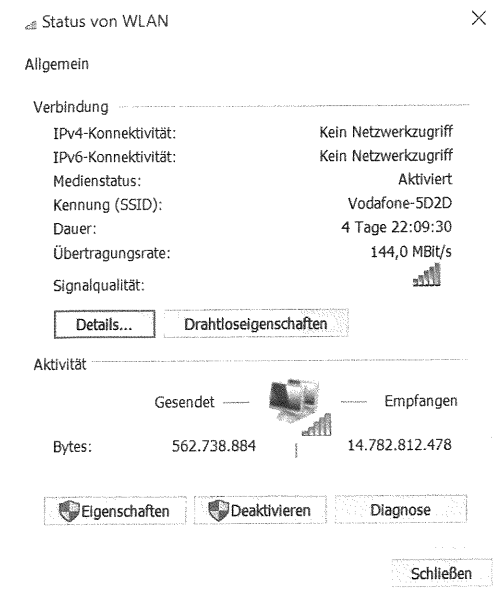 Status von WLAN
Allgemein
Verbindung
IPv4-Konnektivität: Kein Netzwerkzugriff
IPv6-Konnektivität: Kein Netzwerkzugriff
Medienstatus: Aktiviert
Kennung (SSID): Vodafone-5D2D
Dauer: 4 Tage 22:09:30
Übertragungsrate: 144,0 MBit/s
Signalqualität:
Details... Drahtloseigenschaften
Aktivität
Gesendet Empfangen
Bytes: 562.738.884 14.782.812.478
Eigenschaften Deaktivieren Diagnose
Schließen